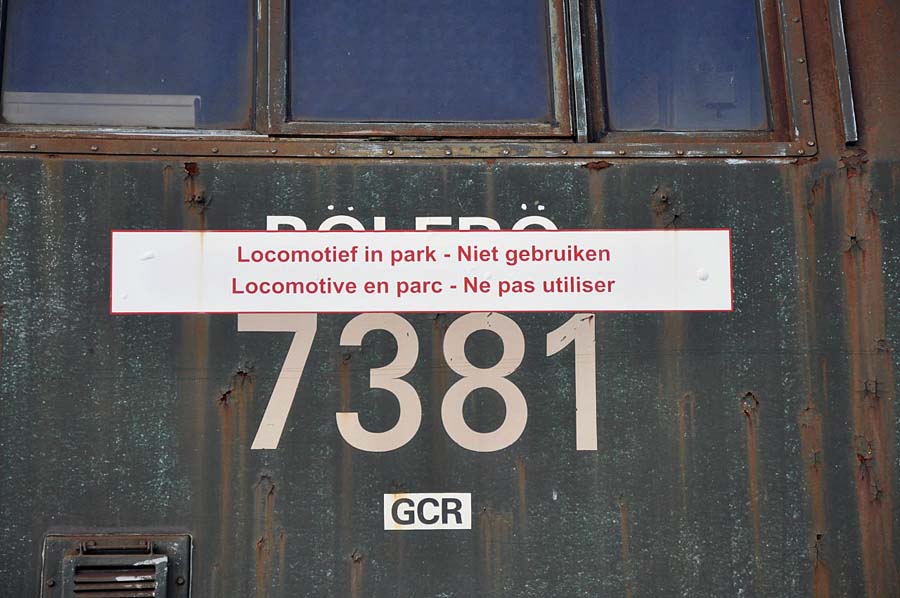 Locomotief in park - Niet gebruiken
Locomotive en parc - Ne pas utiliser
7381
GCR